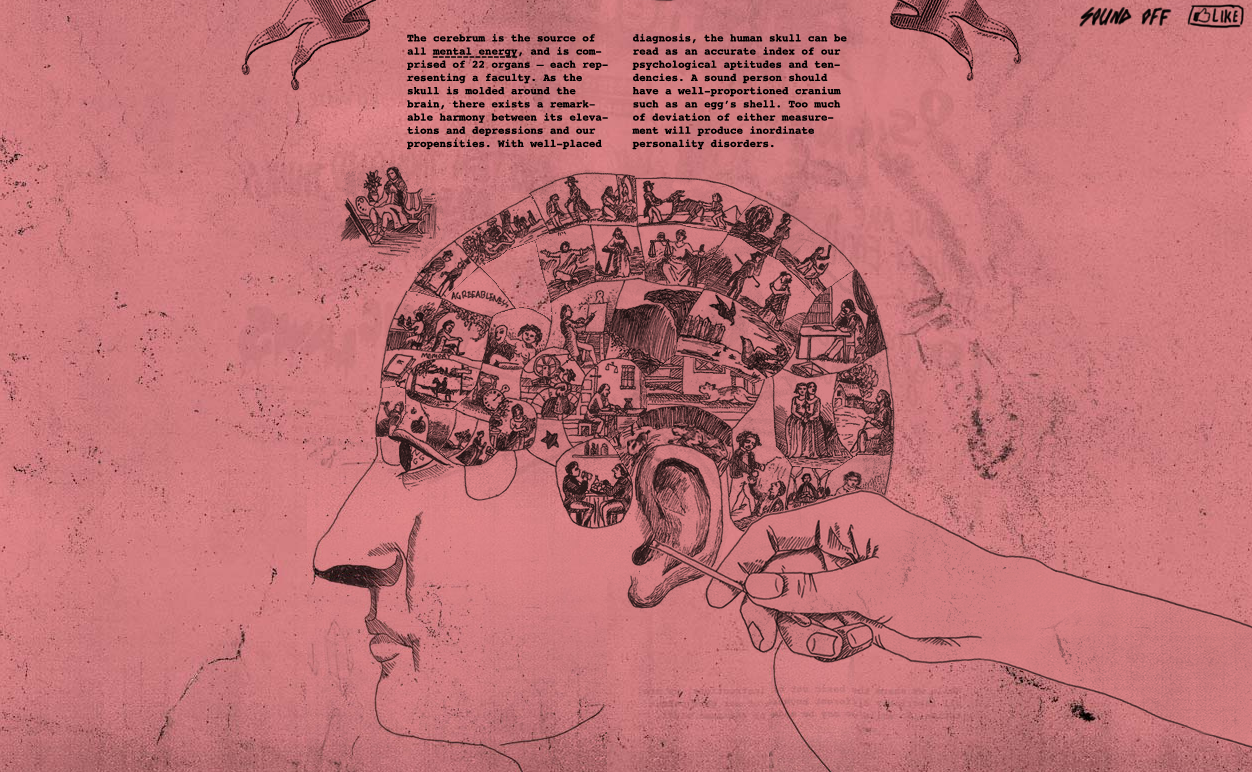 SOUND OFF
LIKE
The cerebrum is the source of
all mental energy, and is com-
prised of 22 organs — each rep-
resenting a faculty. As the
skull is molded around the
brain, there exists a remark-
able harmony between its eleva-
tions and depressions and our
propensities. With well-placed
diagnosis, the human skull can be
read as an accurate index of our
psychological aptitudes and ten-
dencies. A sound person should
have a well-proportioned cranium
such as an egg's shell. Too much
of deviation of either measure-
ment will produce inordinate
personality disorders.
AGREEABLENESS